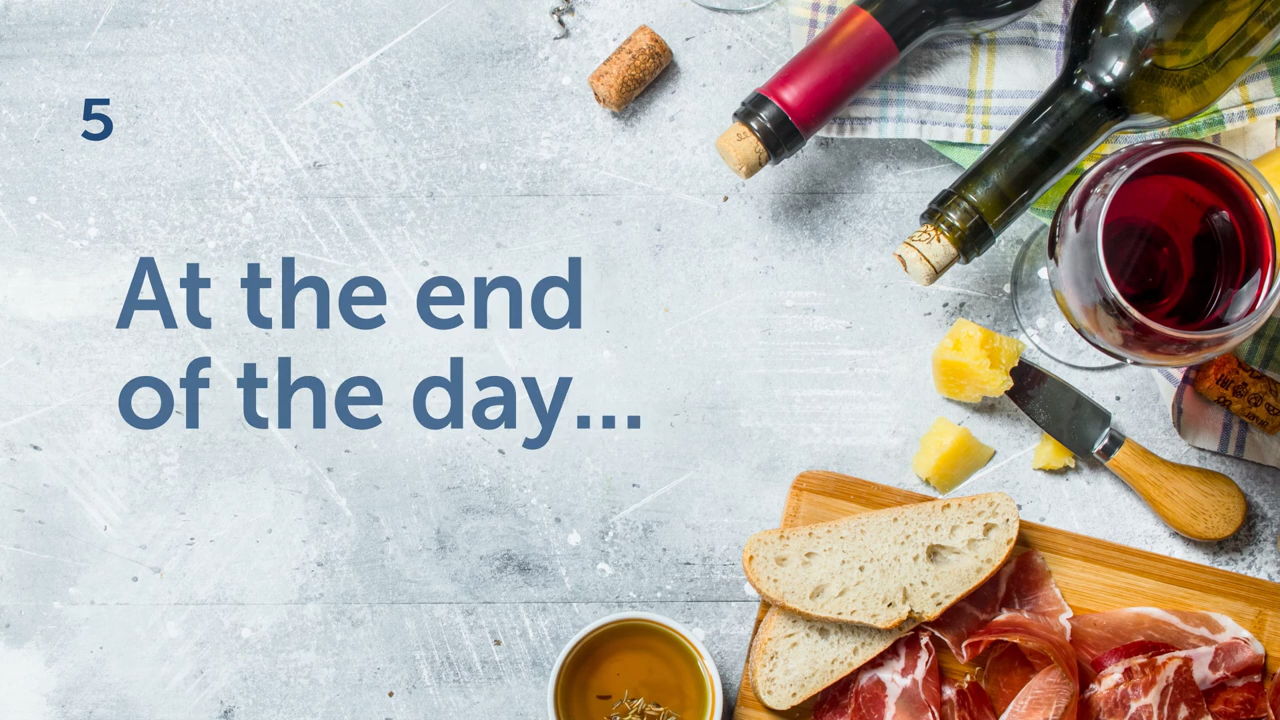 5
At the end
of the day...